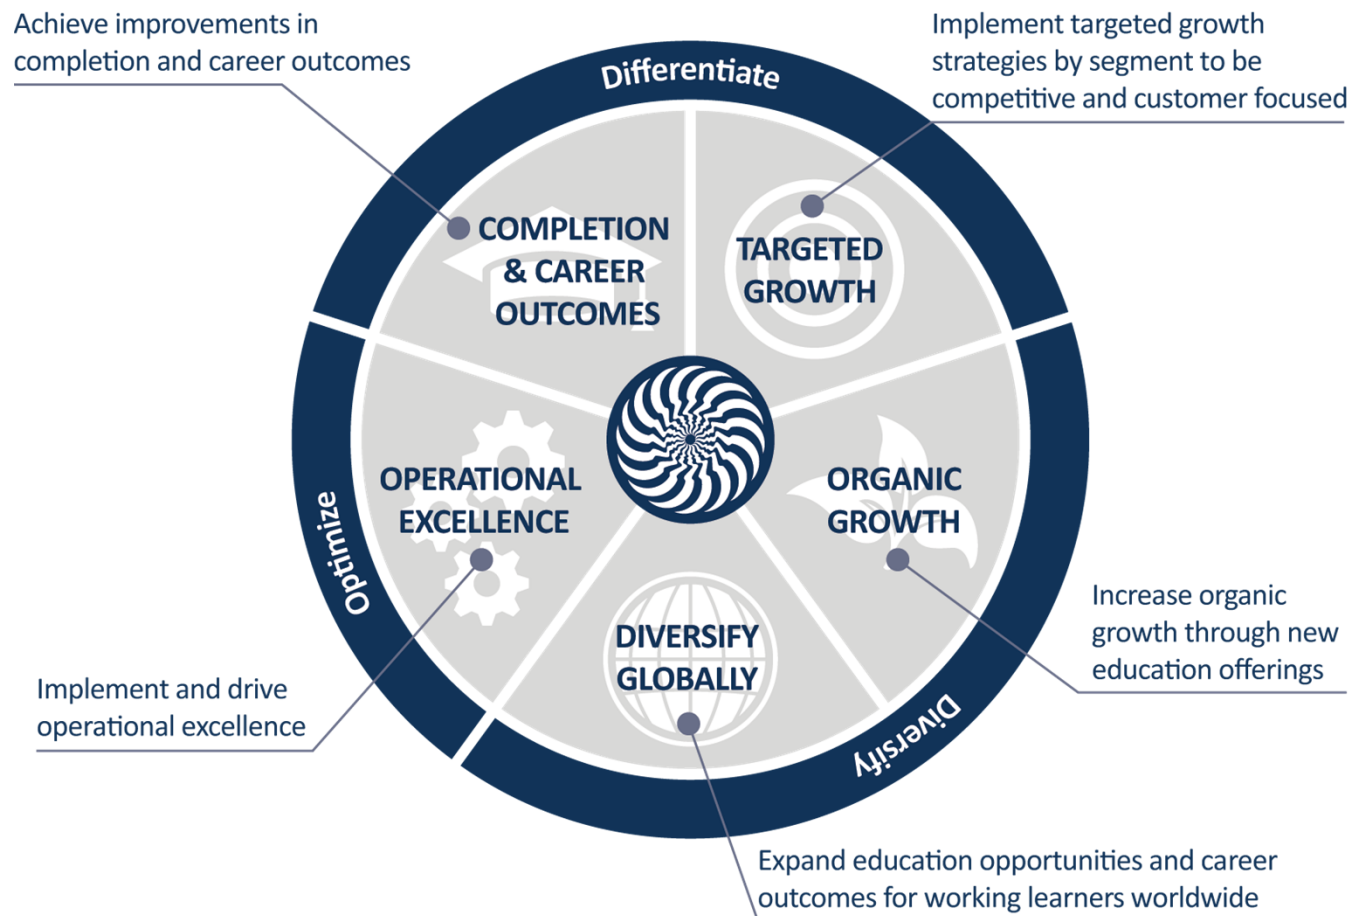 Achieve improvements in
completion and career outcomes
Implement targeted growth
strategies by segment to be
competitive and customer focused
Differentiate
COMPLETION
& CAREER
OUTCOMES
TARGETED
GROWTH
OPERATIONAL
EXCELLENCE
ORGANIC
GROWTH
Optimize
DIVERSIFY
GLOBALLY
Diversify
Increase organic
growth through new
education offerings
Implement and drive
operational excellence
Expand education opportunities and career
outcomes for working learners worldwide